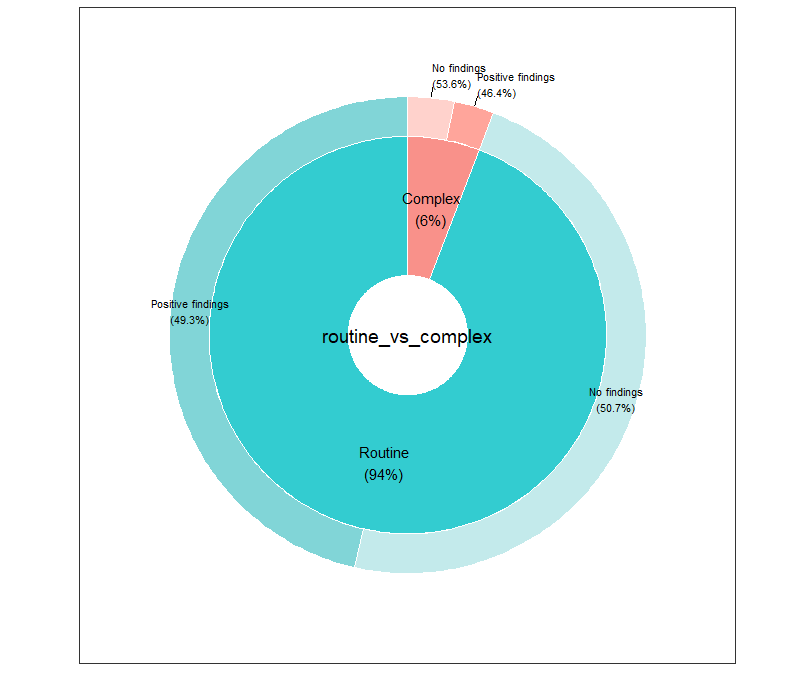 No findings
(53.6%)
Positive findings
(46.4%)
Complex
(6%)
Positive findings
(49.3%)
routine_vs_complex
No findings
(50.7%)
Routine
(94%)